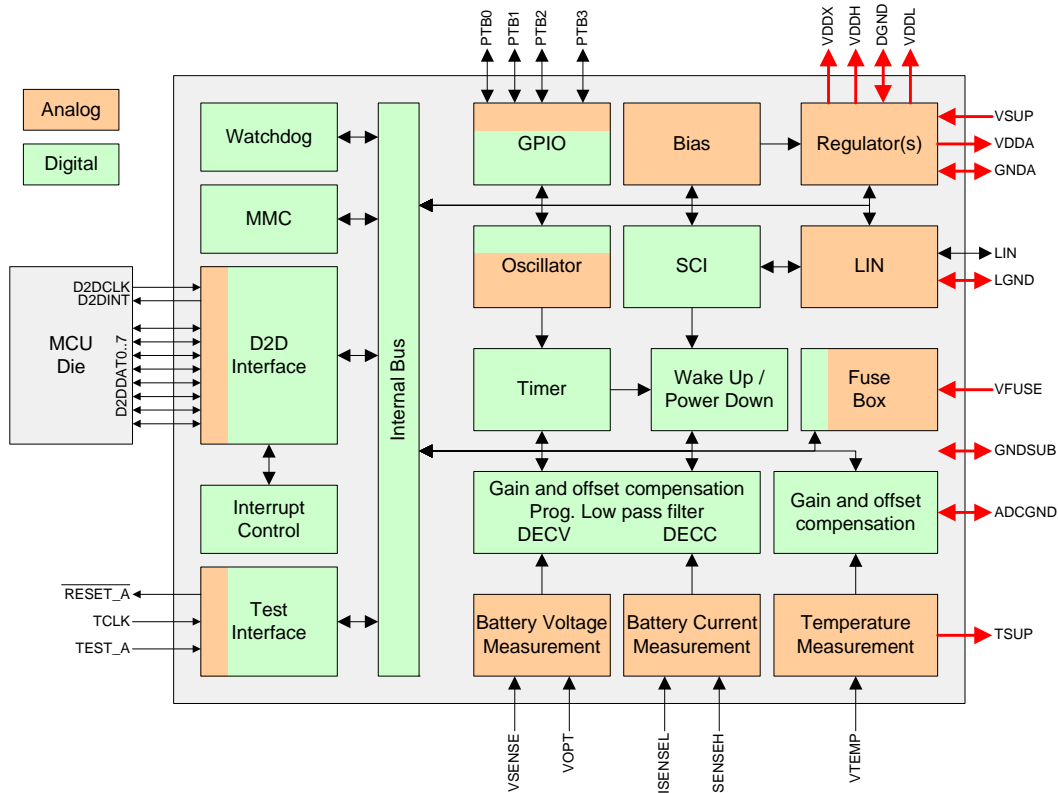 PTB0
PTB1
PTB2
PTB3
VDDX
VDDH
DGND
VDDL
Analog
Digital
Watchdog
MMC
GPIO
Bias
Regulator(s)
VSUP
VDDA
GNDA
Oscillator
SCI
LIN
LIN
LGND
D2DCLK
D2DINT
MCU
Die
D2DDAT0..7
D2D
Interface
Internal Bus
Timer
Wake Up /
Power Down
Fuse
Box
VFUSE
GNDSUB
Interrupt
Control
Gain and offset compensation
Prog. Low pass filter
DECV
DECC
Gain and offset
compensation
ADCGND
RESET_A
TCLK
TEST_A
Test
Interface
Battery Voltage
Measurement
Battery Current
Measurement
Temperature
Measurement
TSUP
VSENSE
VOPT
ISENSEL
SENSEH
VTEMP